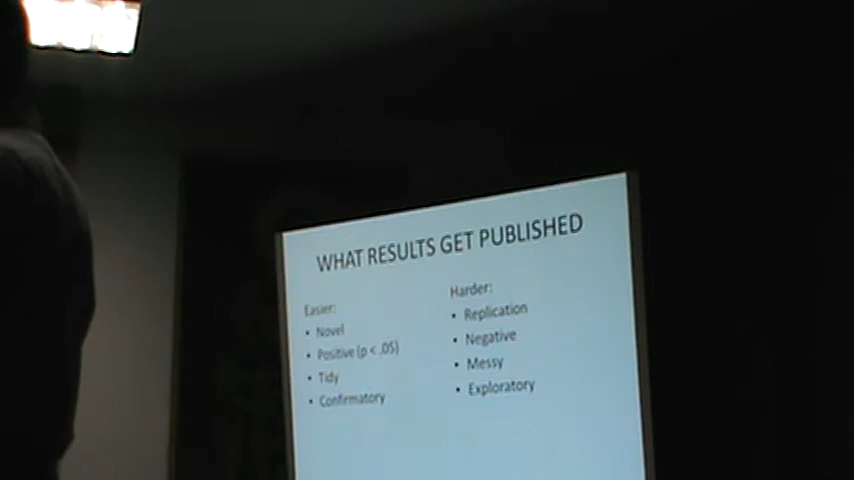 WHAT RESULTS GET PUBLISHED
Easier:
• Novel
• Positive (p < .05)
• Tidy
• Confirmatory
Harder:
• Replication
• Negative
• Messy
• Exploratory